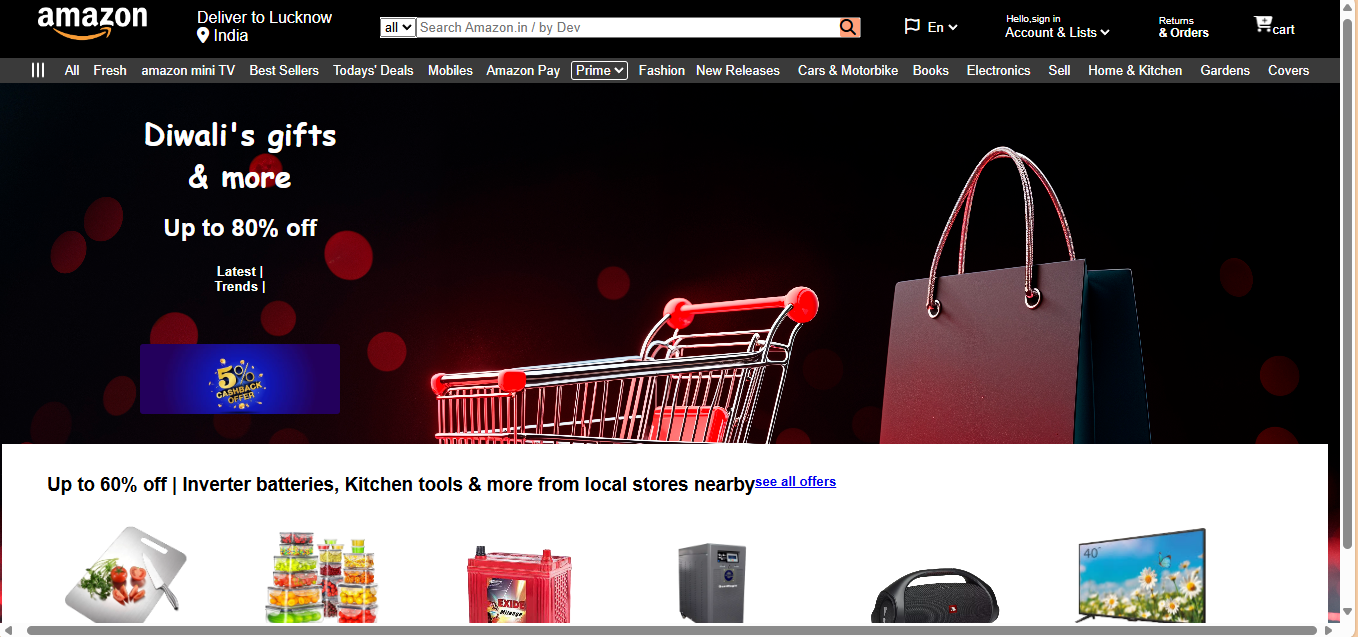 amazon
Deliver to Lucknow
India
all
Search Amazon.in / by Dev
En
Hello,sign in
Account & Lists
Returns
& Orders
cart
All Fresh amazon mini TV Best Sellers Todays' Deals Mobiles Amazon Pay Prime Fashion New Releases Cars & Motorbike Books Electronics Sell Home & Kitchen Gardens Covers
Diwali's gifts
& more
Up to 80% off
Latest |
Trends |
5%
CASHBACK
OFFER
Up to 60% off | Inverter batteries, Kitchen tools & more from local stores nearby see all offers
EXIDE
Mileage
40"